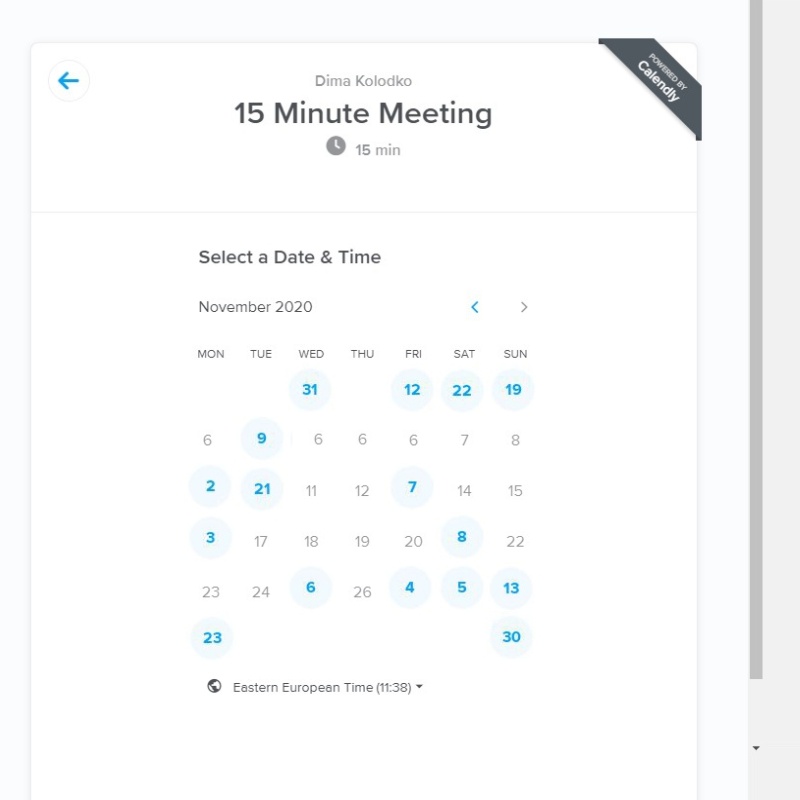 POWERED BY
Calendly
Dima Kolodko
15 Minute Meeting
15 min
Select a Date & Time
November 2020
MON TUE WED THU FRI SAT SUN
31 12 22 19
6 9 6 6 6 7 8
2 21 11 12 7 14 15
3 17 18 19 20 8 22
23 24 6 26 4 5 13
23 30
Eastern European Time (11:38)